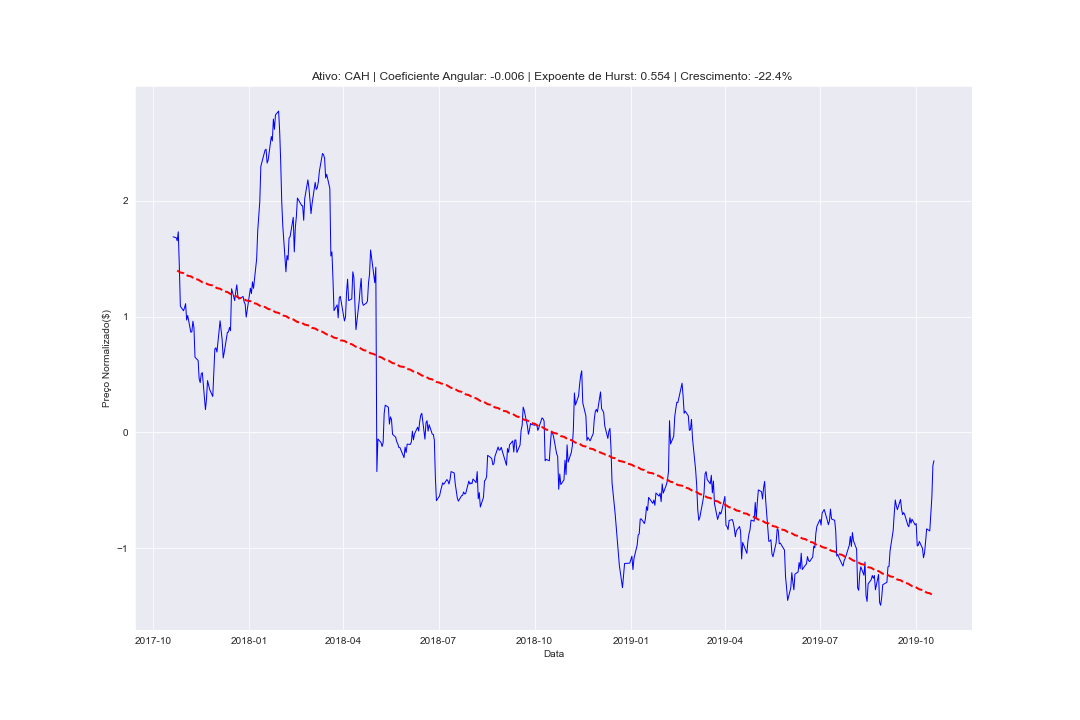 Ativo: CAH | Coeficiente Angular: -0.006 | Expoente de Hurst: 0.554 | Crescimento: -22.4%
Preço Normalizado($)
2
1
0
−1
2017-10 2018-01 2018-04 2018-07 2018-10 2019-01 2019-04 2019-07 2019-10
Data